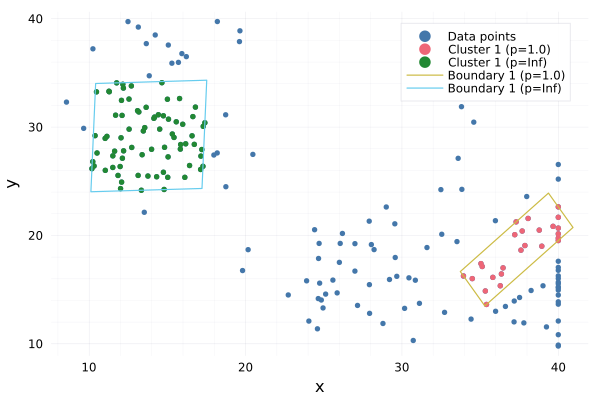 40
30
20
10
y
10
20
30
40
x
Data points
Cluster 1 (p=1.0)
Cluster 1 (p=Inf)
Boundary 1 (p=1.0)
Boundary 1 (p=Inf)